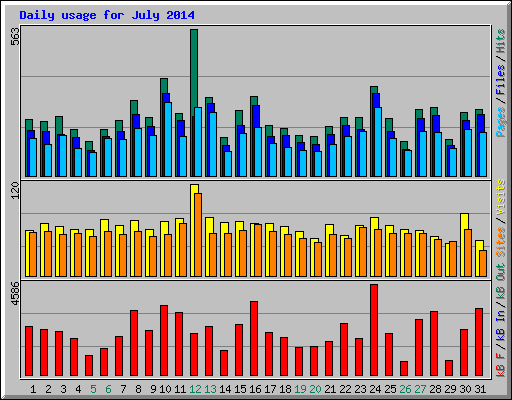 Daily usage for July 2014
563
Pages / Files / Hits
120
Sites / Visits
4586
kB F / kB In / kB Out
1 2 3 4 5 6 7 8 9 10 11 12 13 14 15 16 17 18 19 20 21 22 23 24 25 26 27 28 29 30 31